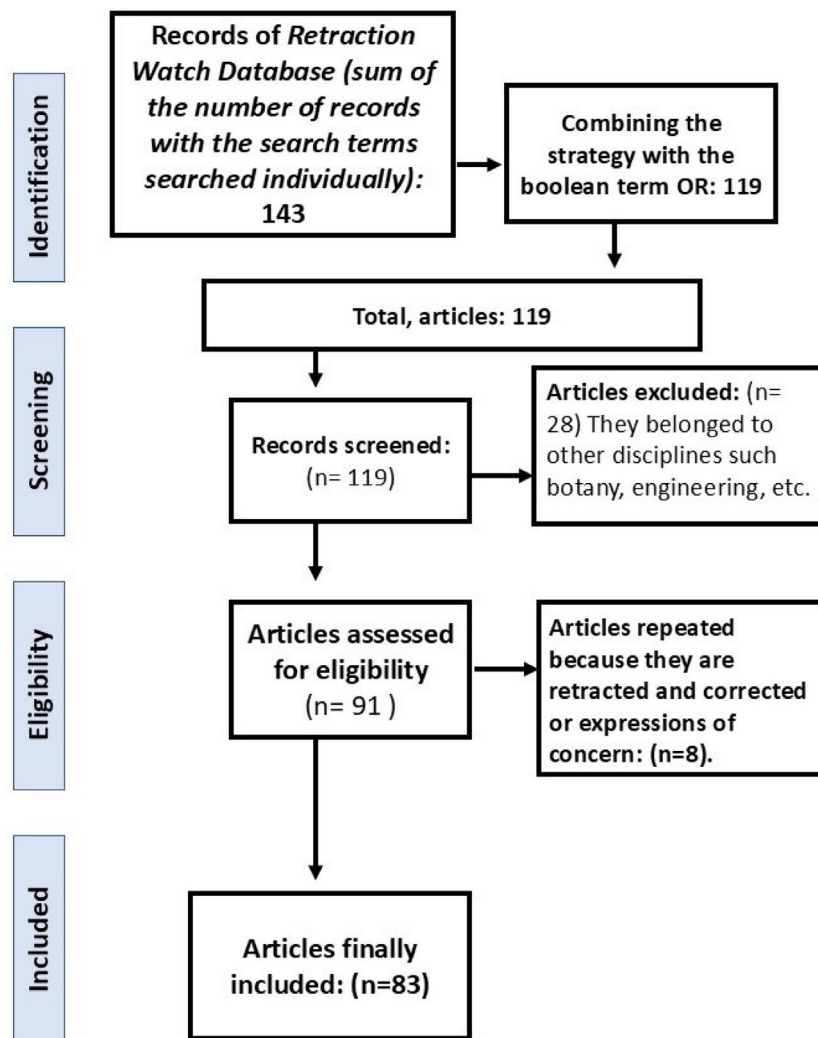 Identification
Records of Retraction
Watch Database (sum of
the number of records
with the search terms
searched individually):
143
Combining the
strategy with the
boolean term OR: 119
Total, articles: 119
Screening
Records screened:
(n= 119)
Articles excluded: (n=
28) They belonged to
other disciplines such
botany, engineering, etc.
Eligibility
Articles assessed
for eligibility
(n= 91 )
Articles repeated
because they are
retracted and corrected
or expressions of
concern: (n=8).
Included
Articles finally
included: (n=83)